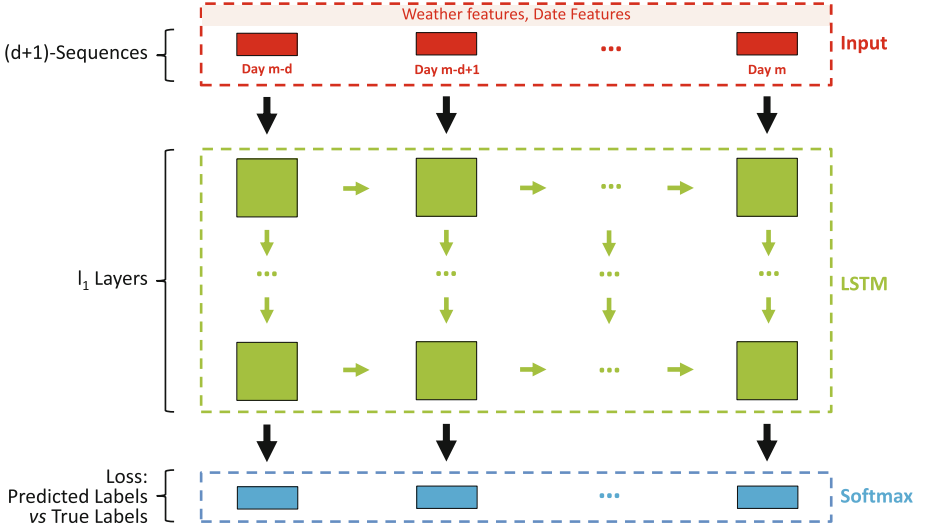 Weather features, Date Features
(d+1)-Sequences
Input
Day m-d
Day m-d+1
...
Day m
...
l₁ Layers
... ... ... ...
LSTM
...
Loss:
Predicted Labels
vs True Labels
...
Softmax